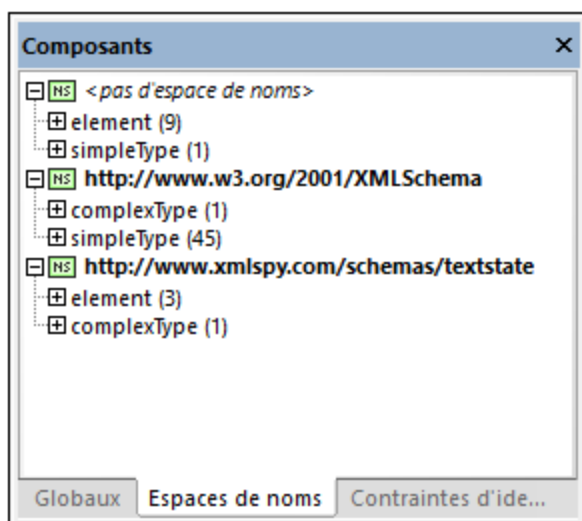 Composants
NS <pas d'espace de noms>
element (9)
simpleType (1)
NS http://www.w3.org/2001/XMLSchema
complexType (1)
simpleType (45)
NS http://www.xmlspy.com/schemas/textstate
element (3)
complexType (1)
Globaux Espaces de noms Contraintes d'ide...